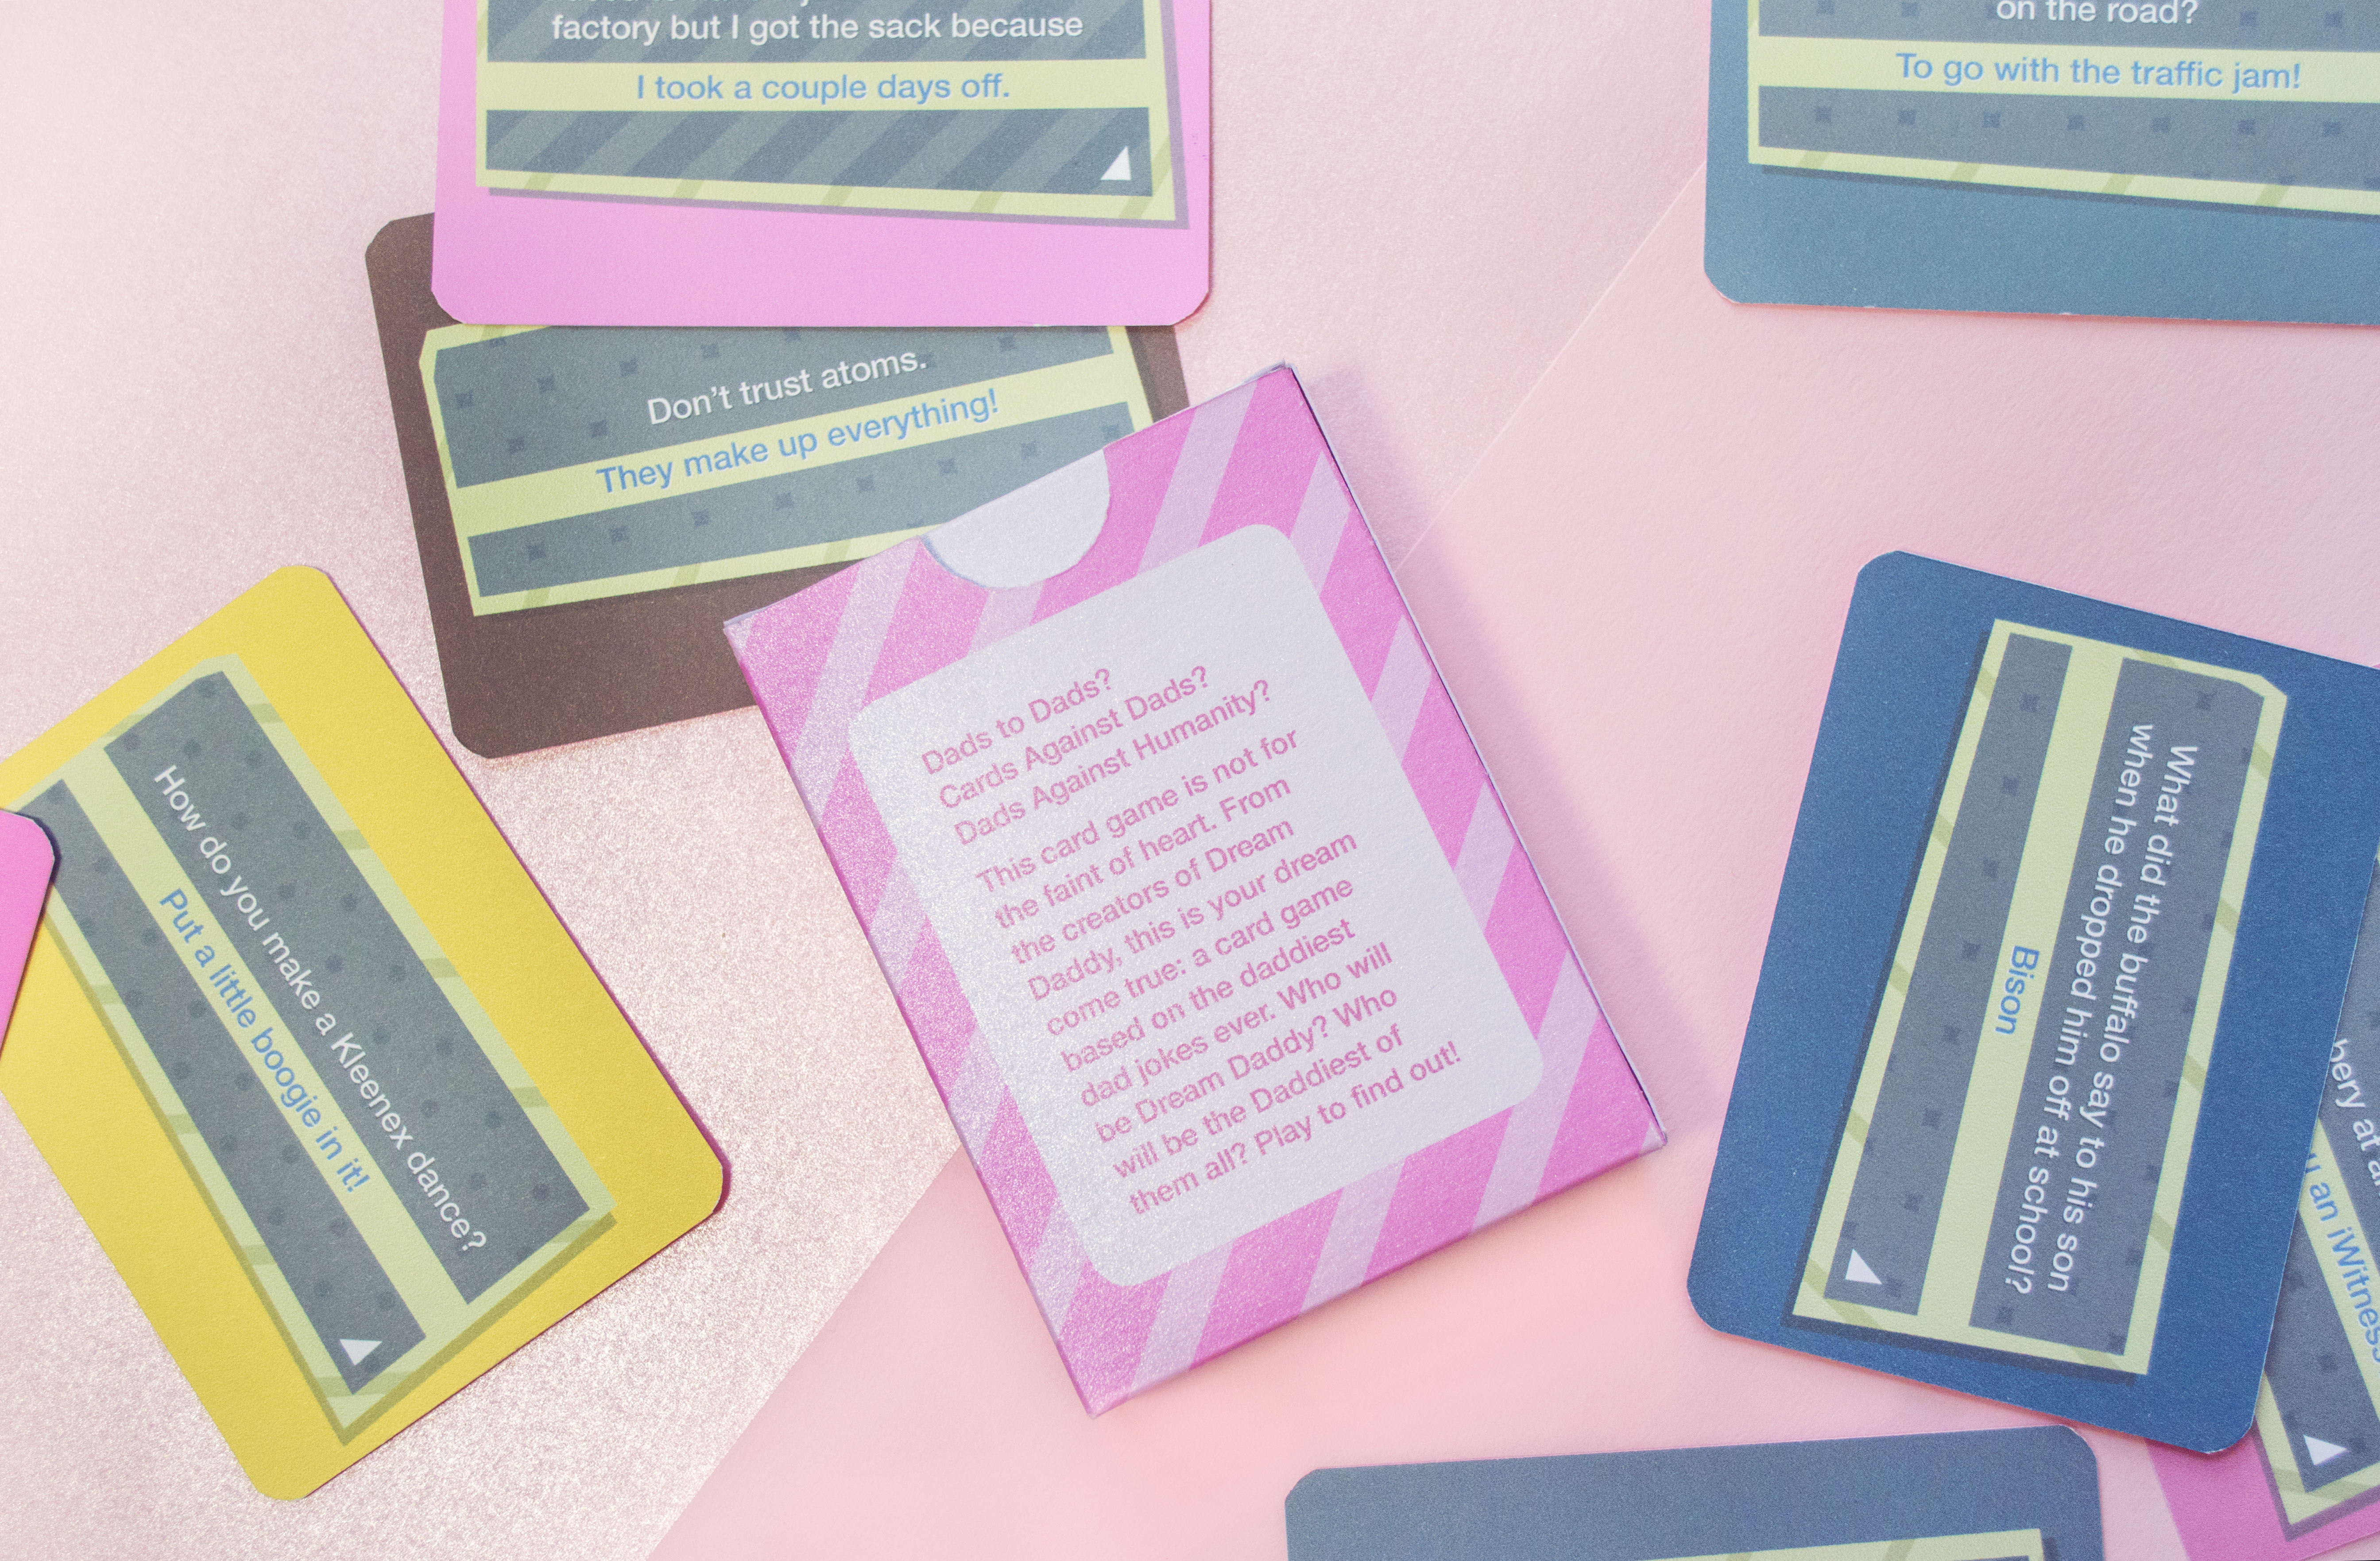 factory but I got the sack because
I took a couple days off.
on the road?
To go with the traffic jam!
Don't trust atoms.
They make up everything!
Dads to Dads?
Cards Against Dads?
Dads Against Humanity?
This card game is not for
the faint of heart. From
the creators of Dream
Daddy, this is your dream
come true: a card game
based on the daddiest
dad jokes ever. Who will
be Dream Daddy? Who
will be the Daddiest of
them all? Play to find out!
How do you make a Kleenex dance?
Put a little boogie in it!
What did the buffalo say to his son
when he dropped him off at school?
Bison
at
an iWitness